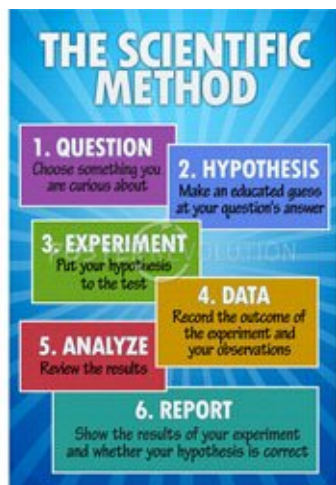 THE SCIENTIFIC
METHOD
1. QUESTION
Choose something you
are curious about
2. HYPOTHESIS
Make an educated guess
at your question's answer
3. EXPERIMENT
Put your hypothesis
to the test
4. DATA
Record the outcome of
the experiment and
your observations
5. ANALYZE
Review the results
6. REPORT
Show the results of your experiment
and whether your hypothesis is correct